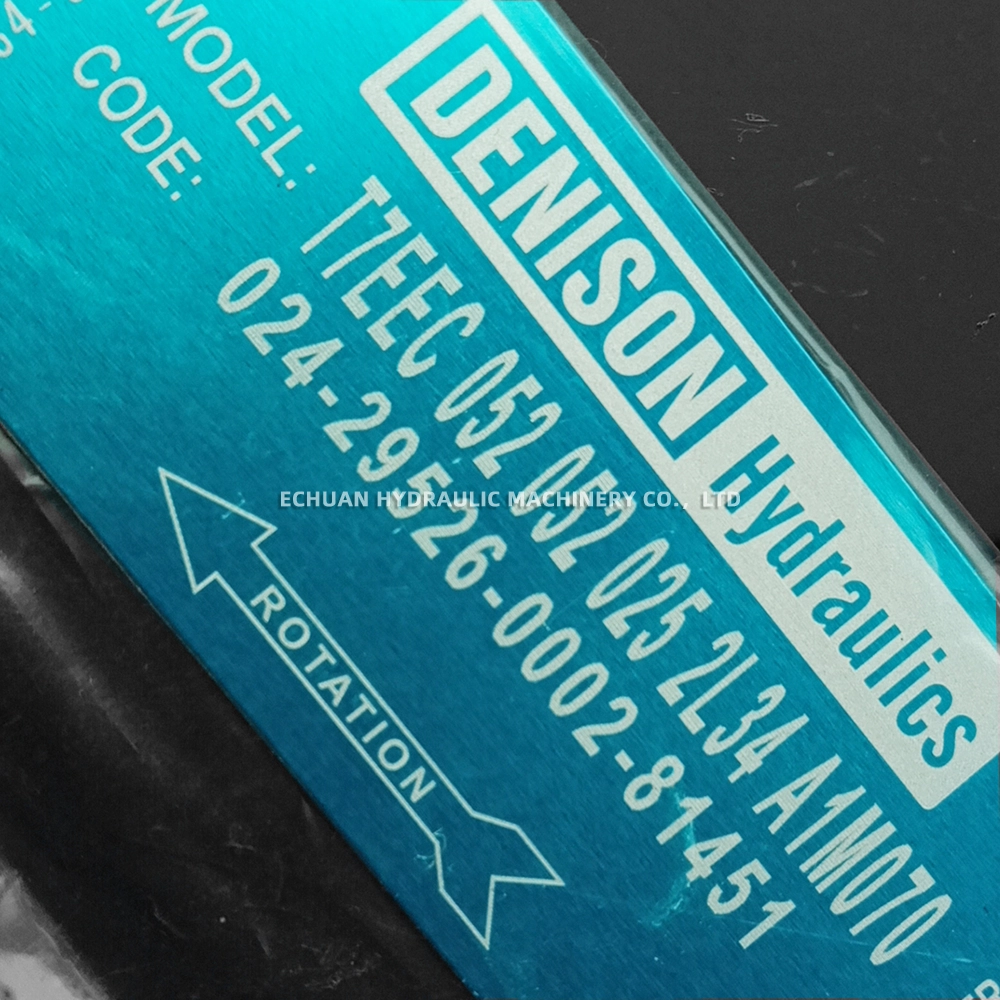 DENISON Hydraulics
MODEL: T7EEC 052 052 025 2L34 A1M070
CODE: 024-29526-0002-81451
ROTATION
ECHUAN HYDRAULIC MACHINERY CO., LTD